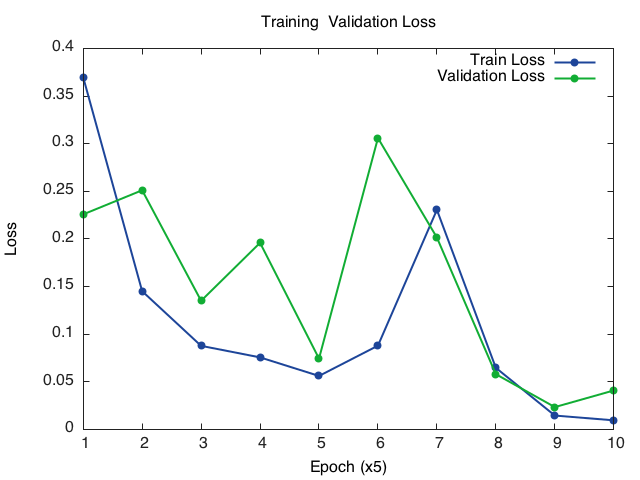 Training  Validation Loss
Train Loss
Validation Loss
0.4
0.35
0.3
0.25
0.2
0.15
0.1
0.05
0
Loss
1 2 3 4 5 6 7 8 9 10
Epoch (x5)